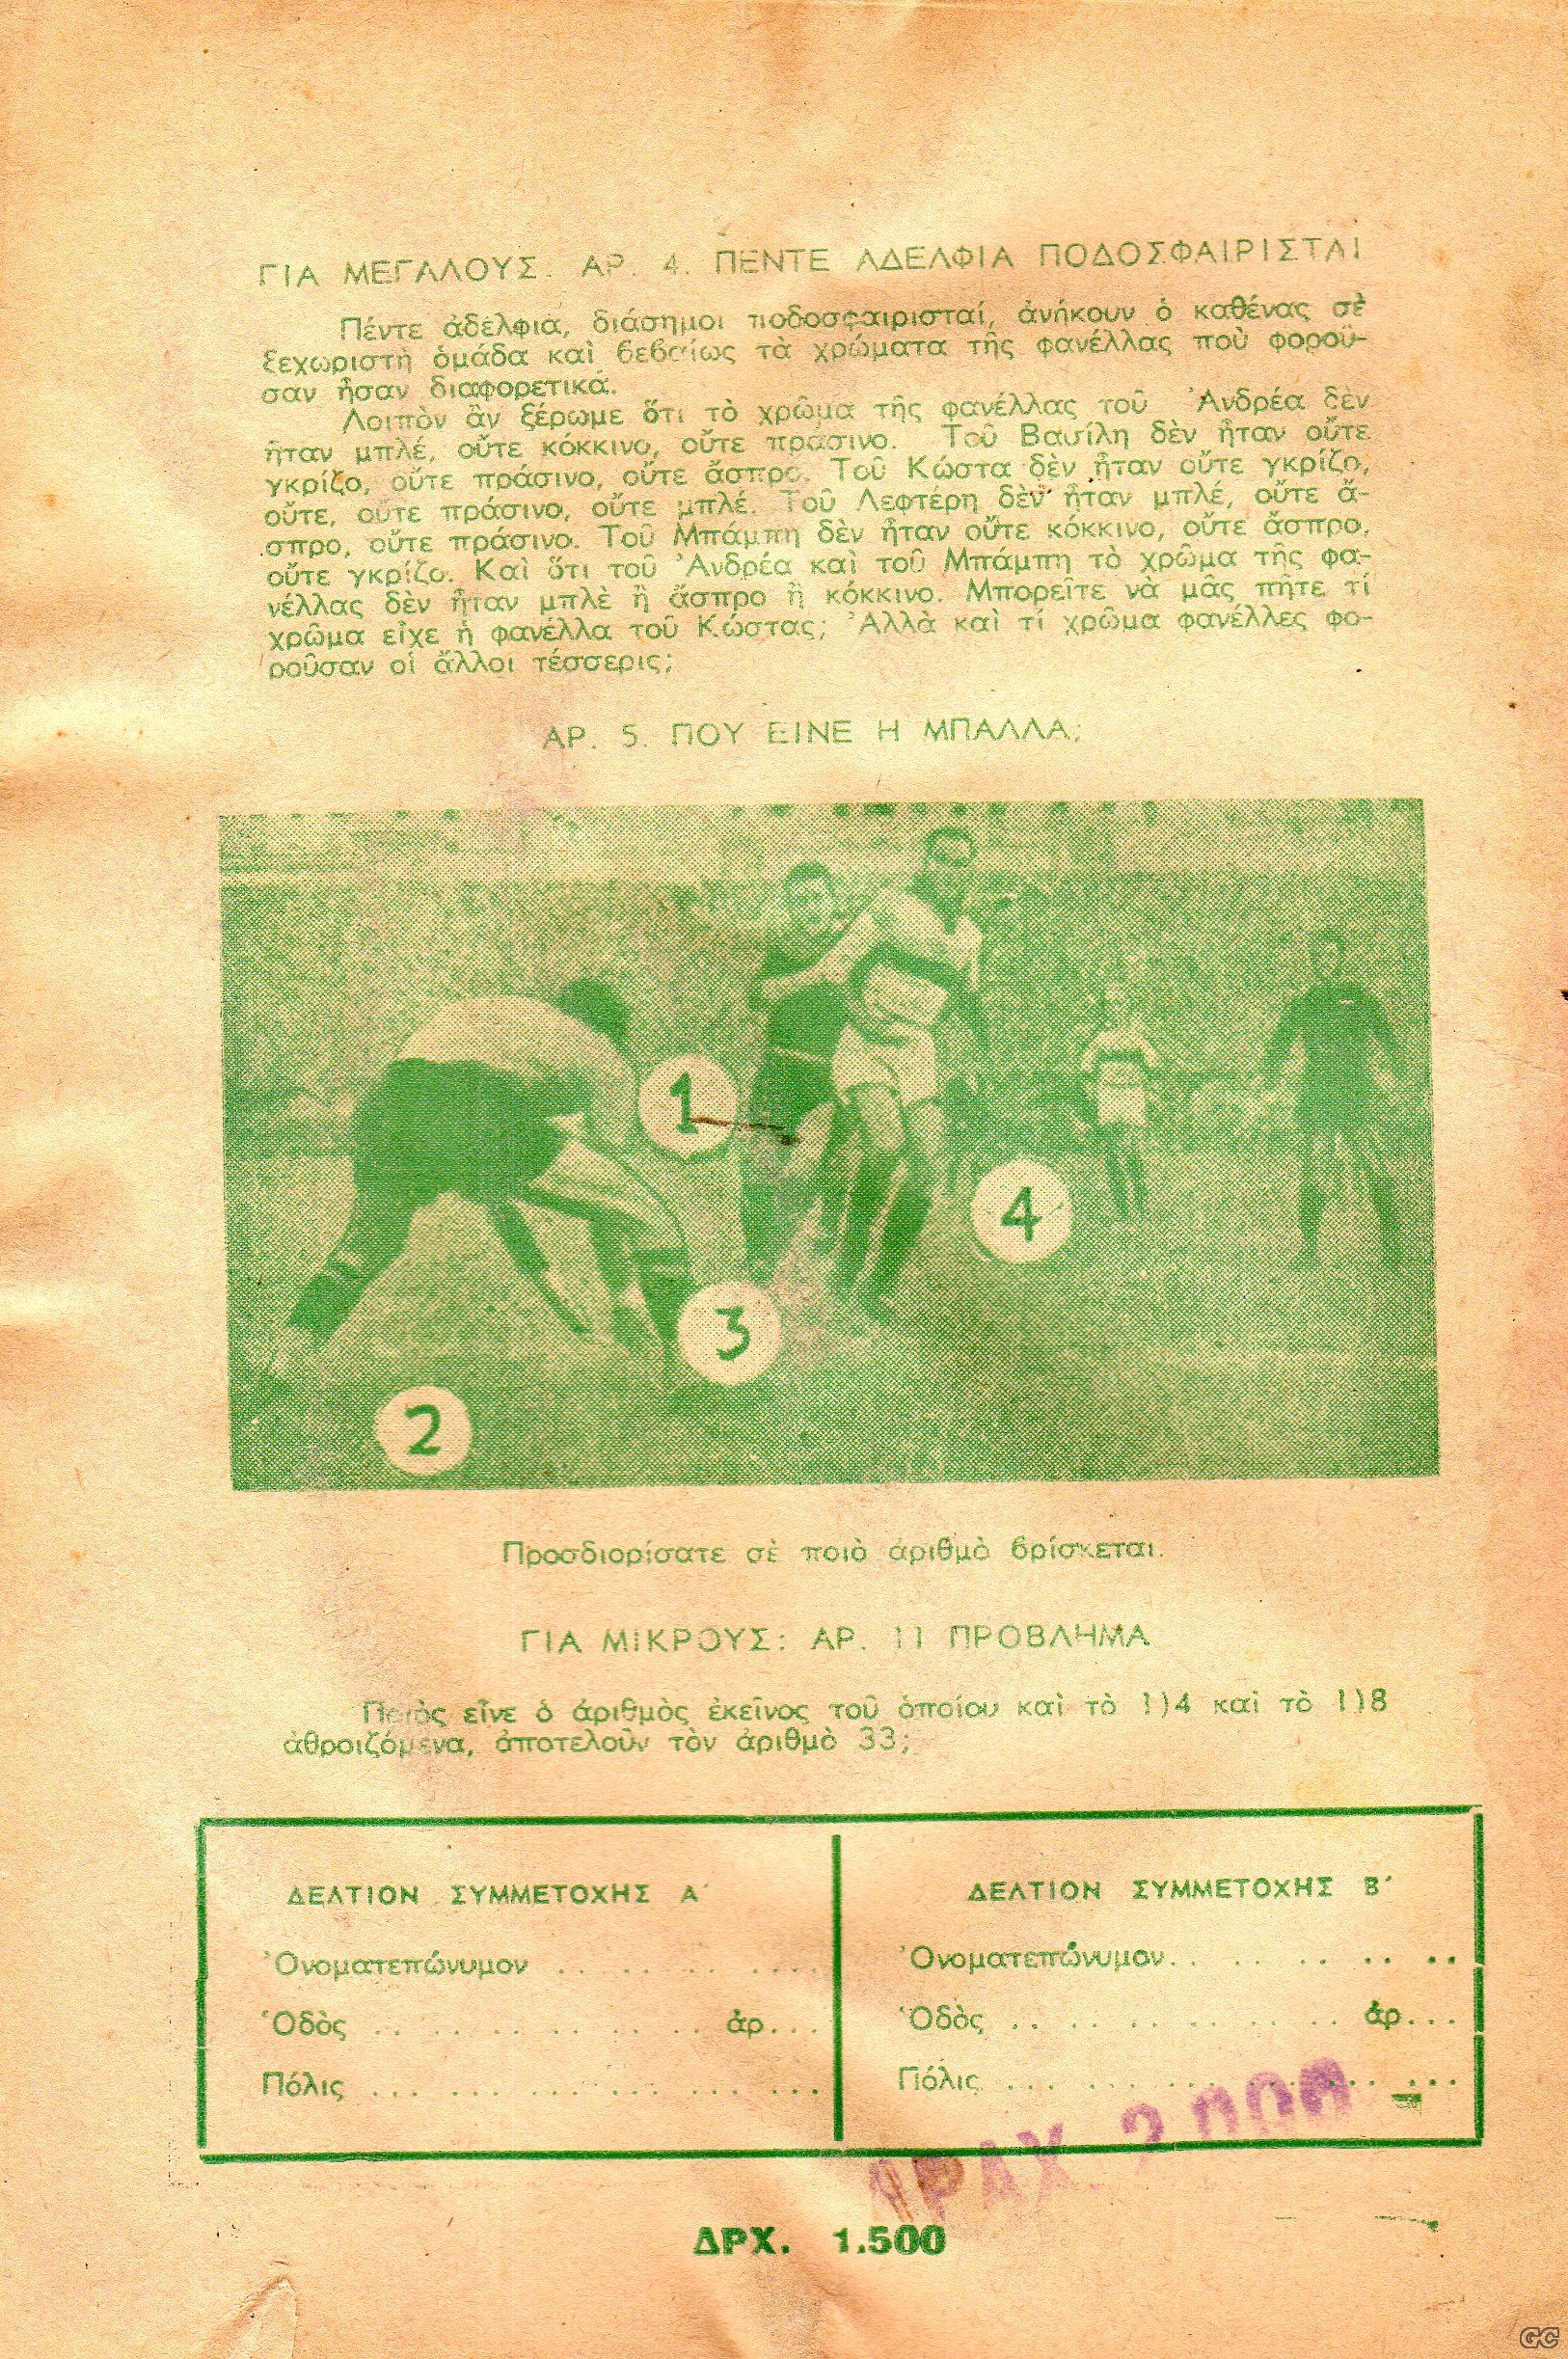 ΓΙΑ ΜΕΓΑΛΟΥΣ: ΑΡ. 4. ΠΕΝΤΕ ΑΔΕΛΦΙΑ ΠΟΔΟΣΦΑΙΡΙΣΤΑΙ
Πέντε ἀδέλφια, διάσημοι ποδοσφαιρισταί, ἀνήκουν ὁ καθένας σὲ
ξεχωριστὴ ὁμάδα καὶ βεβαίως τὰ χρώματα τῆς φανέλλας ποὺ φοροῦ-
σαν ἦσαν διαφορετικά.
Λοιπὸν ἂν ξέρωμε ὅτι τὸ χρῶμα τῆς φανέλλας τοῦ Ἀνδρέα δὲν
ἦταν μπλέ, οὔτε κόκκινο, οὔτε πράσινο. Τοῦ Βασίλη δὲν ἦταν οὔτε
γκρίζο, οὔτε πράσινο, οὔτε ἄσπρο. Τοῦ Κώστα δὲν ἦταν οὔτε γκρίζο,
οὔτε, οὔτε πράσινο, οὔτε μπλέ. Τοῦ Λεφτέρη δὲν ἦταν μπλέ, οὔτε ἄ-
σπρο, οὔτε πράσινο. Τοῦ Μπάμπη δὲν ἦταν οὔτε κόκκινο, οὔτε ἄσπρο,
οὔτε γκρίζο. Καὶ ὅτι τοῦ Ἀνδρέα καὶ τοῦ Μπάμπη τὸ χρῶμα τῆς φα-
νέλλας δὲν ἦταν μπλὲ ἢ ἄσπρο ἢ κόκκινο. Μπορεῖτε νὰ μᾶς πῆτε τί
χρῶμα εἶχε ἡ φανέλλα τοῦ Κώστας; Ἀλλὰ καὶ τί χρῶμα φανέλλες φο-
ροῦσαν οἱ ἄλλοι τέσσερις;
ΑΡ. 5. ΠΟΥ ΕΙΝΕ Η ΜΠΑΛΛΑ;
1
4
3
2
Προσδιορίσατε σὲ ποιὸ ἀριθμὸ βρίσκεται.
ΓΙΑ ΜΙΚΡΟΥΣ: ΑΡ. 11 ΠΡΟΒΛΗΜΑ
Ποιὸς εἶνε ὁ ἀριθμὸς ἐκεῖνος τοῦ ὁποίου καὶ τὸ 1)4 καὶ τὸ 1)8
ἀθροιζόμενα, ἀποτελοῦν τὸν ἀριθμὸ 33;
ΔΕΛΤΙΟΝ ΣΥΜΜΕΤΟΧΗΣ Α΄
Ὀνοματεπώνυμον . . . . . . . . . .
Ὁδὸς . . . . . . . . . . . ἀρ...
Πόλις ... . . . . . . . . . ...
ΔΕΛΤΙΟΝ ΣΥΜΜΕΤΟΧΗΣ Β΄
Ὀνοματεπώνυμον. . . . . . . . . .
Ὁδὸς . . . . . . . . . . . ἀρ...
Πόλις ... . . . . . . . . . ...
ΔΡΑΧ. 2.000
ΔΡΧ. 1.500
GC